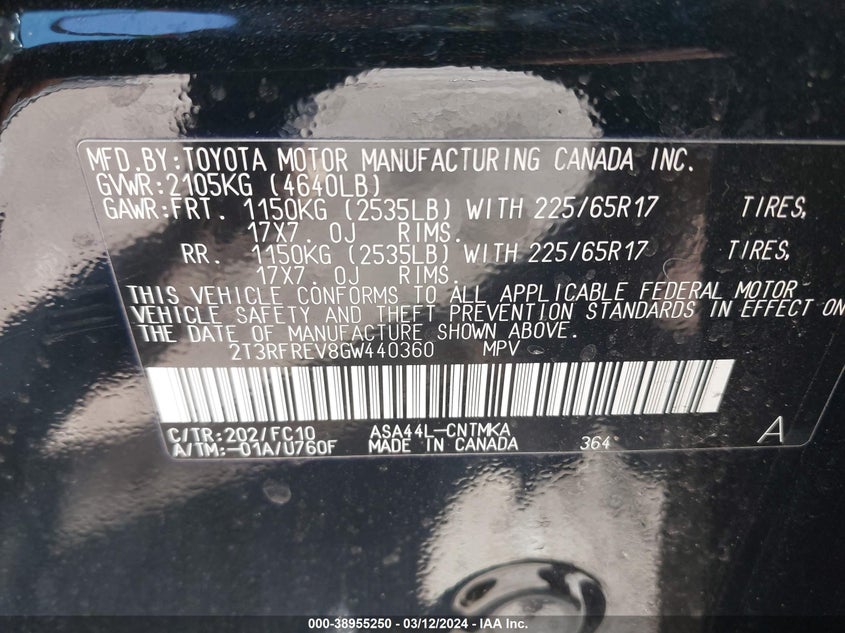 MFD.BY:TOYOTA MOTOR MANUFACTURING CANADA INC.
GVWR:2105KG (4640LB)
GAWR:FRT. 1150KG (2535LB) WITH 225/65R17 TIRES,
17X7.0J RIMS.
RR. 1150KG (2535LB) WITH 225/65R17 TIRES,
17X7.0J RIMS.
THIS VEHICLE CONFORMS TO ALL APPLICABLE FEDERAL MOTOR
VEHICLE SAFETY AND THEFT PREVENTION STANDARDS IN EFFECT ON
THE DATE OF MANUFACTURE SHOWN ABOVE.
2T3RFREV8GW440360 MPV
C/TR:202/FC10 ASA44L-CNTMKA
A/TM:-01A/U760F MADE IN CANADA 364 A
000-38955250 - 03/12/2024 - IAA Inc.